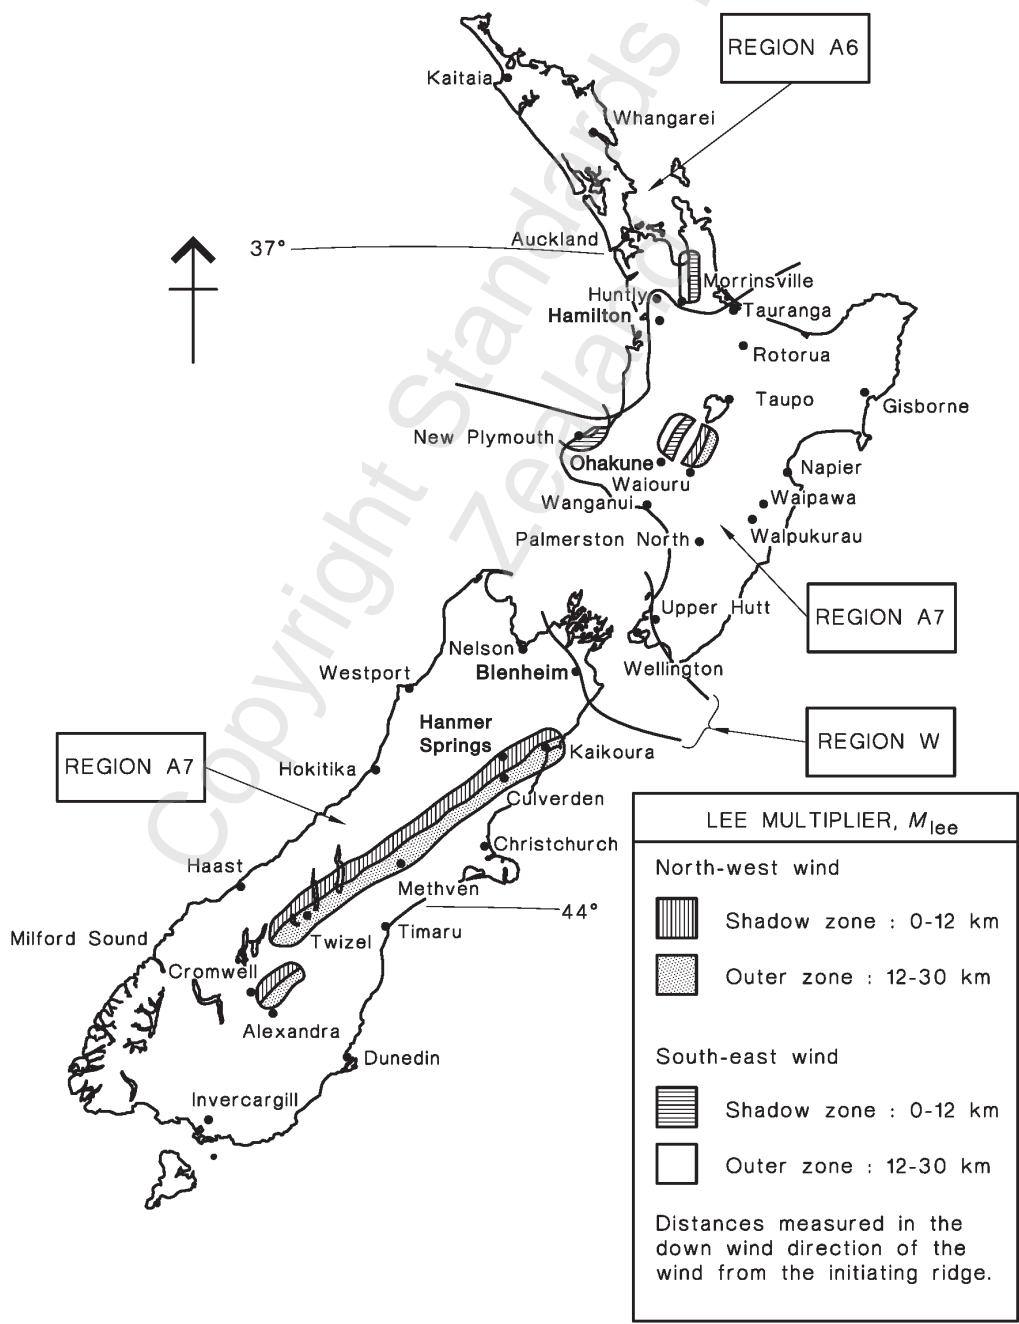 REGION A6
Kaitaia
Whangarei
Auckland
37°
Morrinsville
Huntly
Hamilton
Tauranga
Rotorua
Taupo
Gisborne
New Plymouth
Ohakune
Waiouru
Napier
Wanganui
Waipawa
Palmerston North
Walpukurau
REGION A7
Upper Hutt
Nelson
Blenheim
Wellington
Westport
Hanmer
Springs
REGION W
Kaikoura
REGION A7
Hokitika
Culverden
Christchurch
Haast
Methven
44°
Milford Sound
Twizel
Timaru
Cromwell
Alexandra
Dunedin
Invercargill
LEE MULTIPLIER, Mlee
North-west wind
Shadow zone : 0-12 km
Outer zone : 12-30 km
South-east wind
Shadow zone : 0-12 km
Outer zone : 12-30 km
Distances measured in the
down wind direction of the
wind from the initiating ridge.
Copyright Standards
Zealand